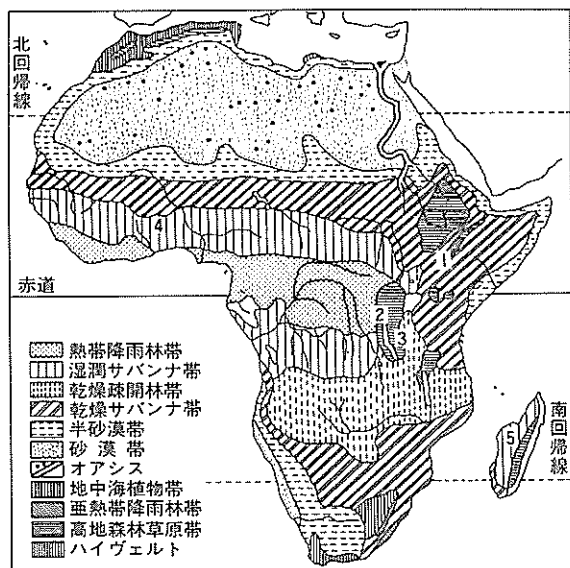 北回帰線
赤道
南回帰線
4
1
2
3
5
熱帯降雨林帯
湿潤サバンナ帯
乾燥疎開林帯
乾燥サバンナ帯
半砂漠帯
砂漠帯
オアシス
地中海植物帯
亜熱帯降雨林帯
高地森林草原帯
ハイヴェルト